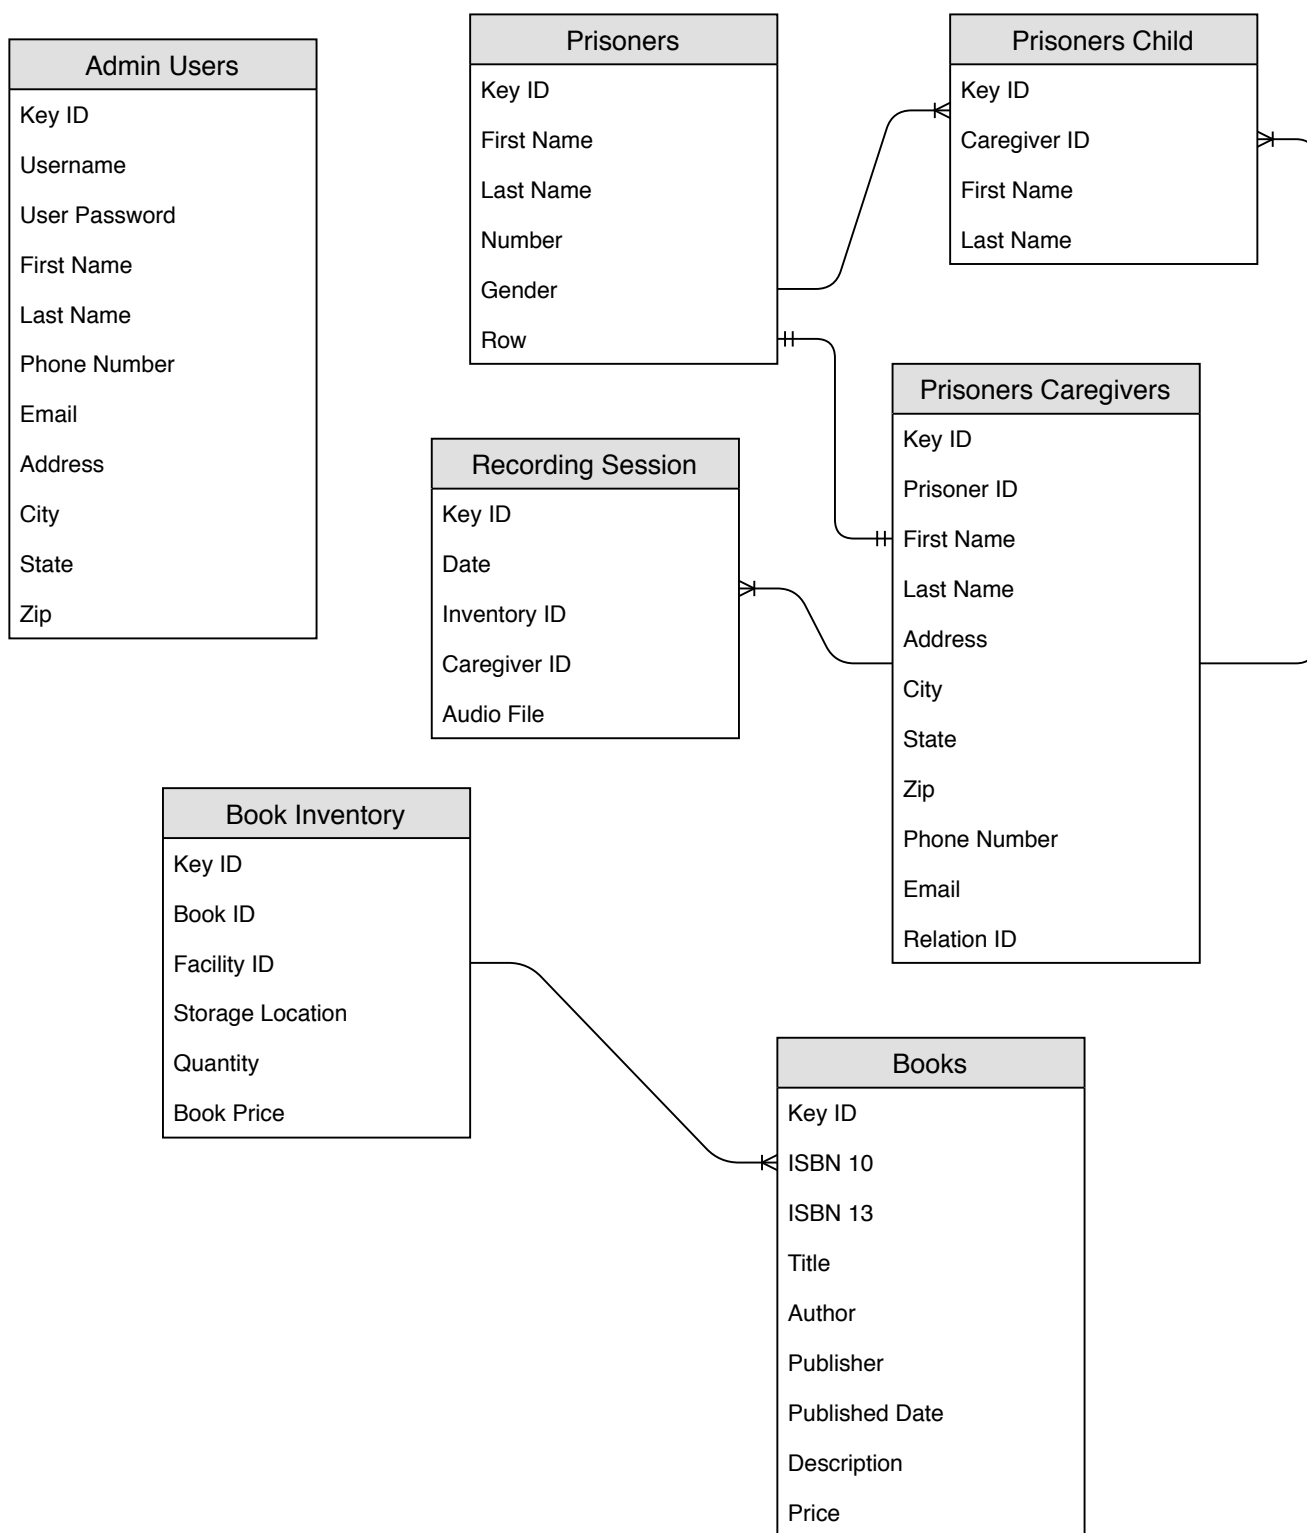 Admin Users
Key ID
Username
User Password
First Name
Last Name
Phone Number
Email
Address
City
State
Zip
Prisoners
Key ID
First Name
Last Name
Number
Gender
Row
Prisoners Child
Key ID
Caregiver ID
First Name
Last Name
Prisoners Caregivers
Key ID
Prisoner ID
First Name
Last Name
Address
City
State
Zip
Phone Number
Email
Relation ID
Recording Session
Key ID
Date
Inventory ID
Caregiver ID
Audio File
Book Inventory
Key ID
Book ID
Facility ID
Storage Location
Quantity
Book Price
Books
Key ID
ISBN 10
ISBN 13
Title
Author
Publisher
Published Date
Description
Price